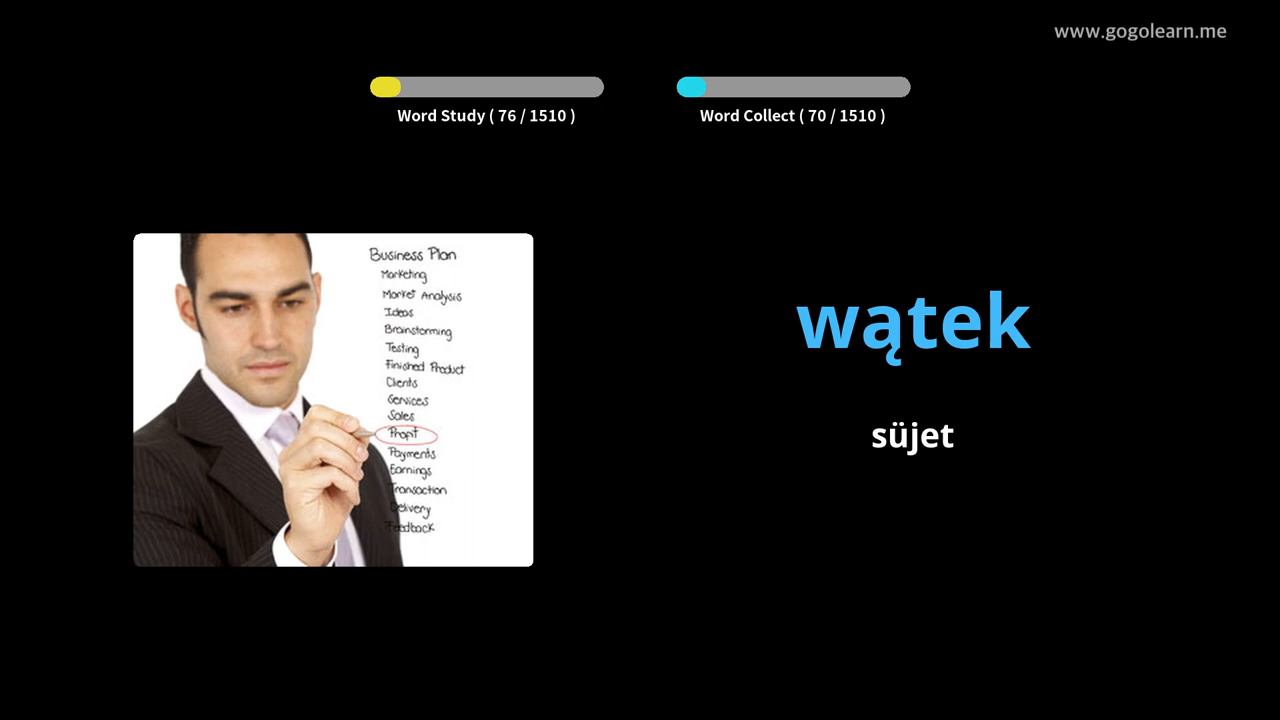 www.gogolearn.me
Word Study ( 76 / 1510 )
Word Collect ( 70 / 1510 )
Business Plan
Marketing
Market Analysis
Ideas
Brainstorming
Testing
Finished Product
Clients
Services
Sales
Profit
Payments
Earnings
Transaction
Delivery
Feedback
wątek
süjet